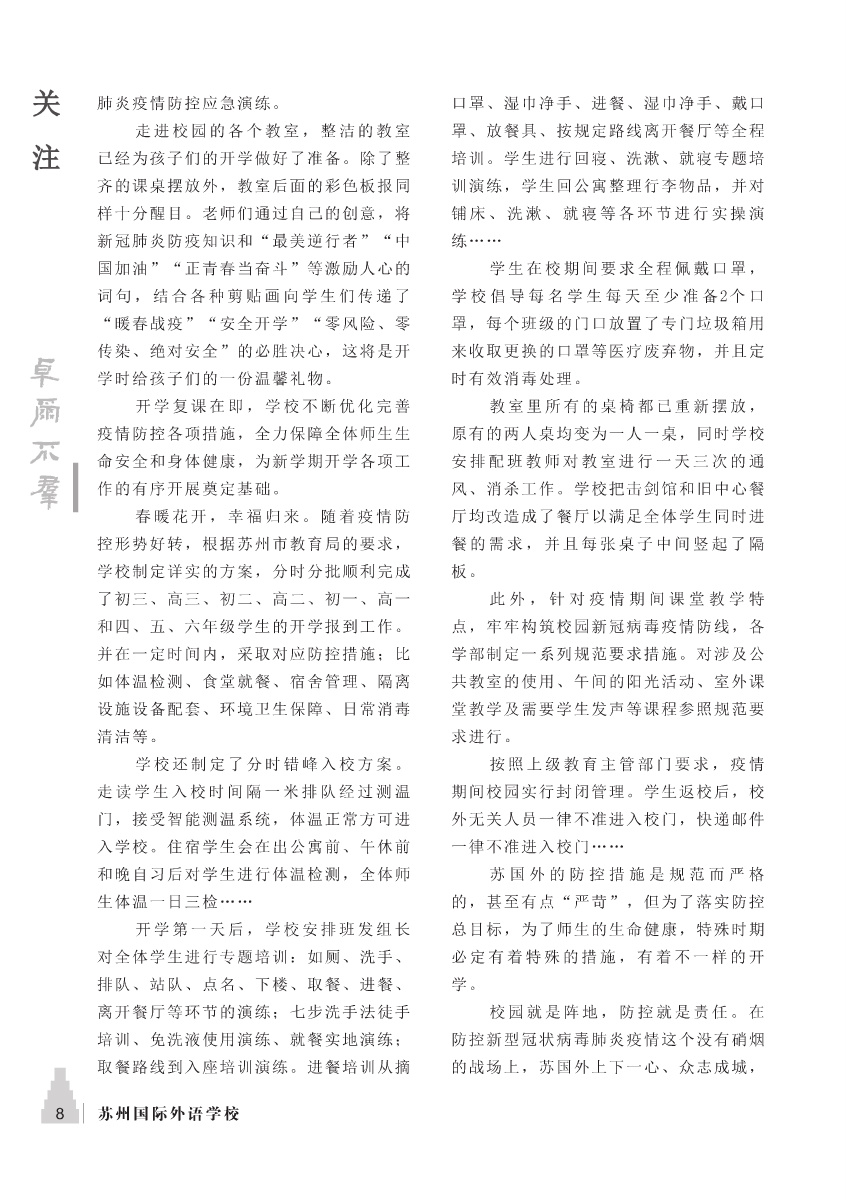 关
注
卓尔不群
肺炎疫情防控应急演练。
走进校园的各个教室，整洁的教室
已经为孩子们的开学做好了准备。除了整
齐的课桌摆放外，教室后面的彩色板报同
样十分醒目。老师们通过自己的创意，将
新冠肺炎防疫知识和“最美逆行者”“中
国加油”“正青春当奋斗”等激励人心的
词句，结合各种剪贴画向学生们传递了
“暖春战疫”“安全开学”“零风险、零
传染、绝对安全”的必胜决心，这将是开
学时给孩子们的一份温馨礼物。
开学复课在即，学校不断优化完善
疫情防控各项措施，全力保障全体师生生
命安全和身体健康，为新学期开学各项工
作的有序开展奠定基础。
春暖花开，幸福归来。随着疫情防
控形势好转，根据苏州市教育局的要求，
学校制定详实的方案，分时分批顺利完成
了初三、高三、初二、高二、初一、高一
和四、五、六年级学生的开学报到工作。
并在一定时间内，采取对应防控措施；比
如体温检测、食堂就餐、宿舍管理、隔离
设施设备配套、环境卫生保障、日常消毒
清洁等。
学校还制定了分时错峰入校方案。
走读学生入校时间隔一米排队经过测温
门，接受智能测温系统，体温正常方可进
入学校。住宿学生会在出公寓前、午休前
和晚自习后对学生进行体温检测，全体师
生体温一日三检……
开学第一天后，学校安排班发组长
对全体学生进行专题培训：如厕、洗手、
排队、站队、点名、下楼、取餐、进餐、
离开餐厅等环节的演练；七步洗手法徒手
培训、免洗液使用演练、就餐实地演练；
取餐路线到入座培训演练。进餐培训从摘
口罩、湿巾净手、进餐、湿巾净手、戴口
罩、放餐具、按规定路线离开餐厅等全程
培训。学生进行回寝、洗漱、就寝专题培
训演练，学生回公寓整理行李物品，并对
铺床、洗漱、就寝等各环节进行实操演
练……
学生在校期间要求全程佩戴口罩，
学校倡导每名学生每天至少准备2个口
罩，每个班级的门口放置了专门垃圾箱用
来收取更换的口罩等医疗废弃物，并且定
时有效消毒处理。
教室里所有的桌椅都已重新摆放，
原有的两人桌均变为一人一桌，同时学校
安排配班教师对教室进行一天三次的通
风、消杀工作。学校把击剑馆和旧中心餐
厅均改造成了餐厅以满足全体学生同时进
餐的需求，并且每张桌子中间竖起了隔
板。
此外，针对疫情期间课堂教学特
点，牢牢构筑校园新冠病毒疫情防线，各
学部制定一系列规范要求措施。对涉及公
共教室的使用、午间的阳光活动、室外课
堂教学及需要学生发声等课程参照规范要
求进行。
按照上级教育主管部门要求，疫情
期间校园实行封闭管理。学生返校后，校
外无关人员一律不准进入校门，快递邮件
一律不准进入校门……
苏国外的防控措施是规范而严格
的，甚至有点“严苛”，但为了落实防控
总目标，为了师生的生命健康，特殊时期
必定有着特殊的措施，有着不一样的开
学。
校园就是阵地，防控就是责任。在
防控新型冠状病毒肺炎疫情这个没有硝烟
的战场上，苏国外上下一心、众志成城，
8 苏州国际外语学校